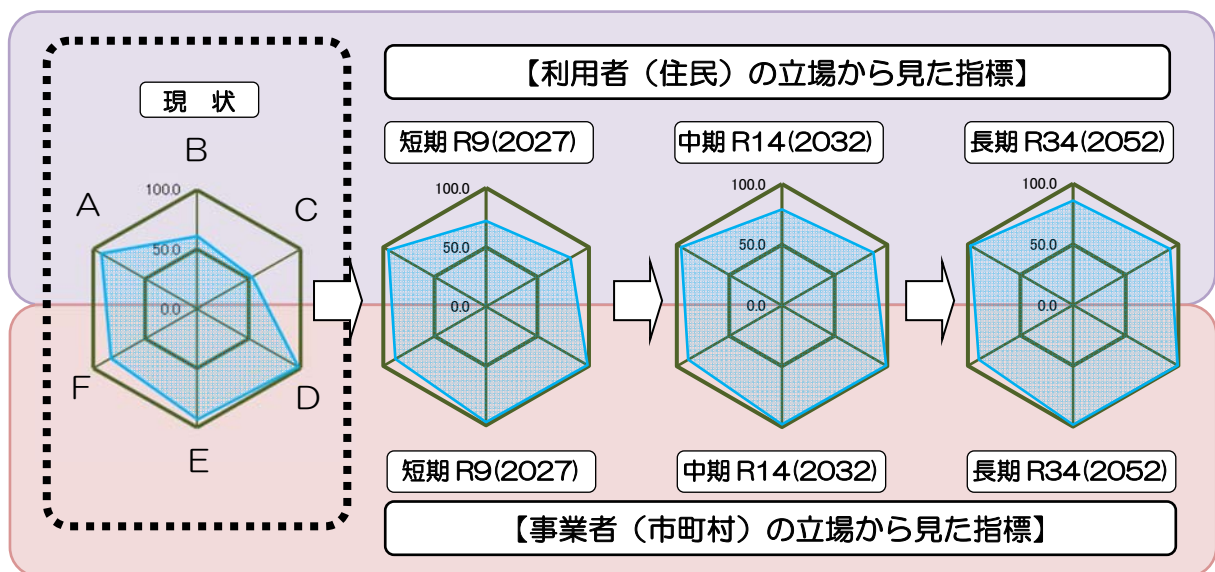 【利用者（住民）の立場から見た指標】
現 状
短期 R9(2027)
中期 R14(2032)
長期 R34(2052)
A
B
C
D
E
F
100.0
50.0
0.0
100.0
50.0
0.0
100.0
50.0
0.0
100.0
50.0
0.0
短期 R9(2027)
中期 R14(2032)
長期 R34(2052)
【事業者（市町村）の立場から見た指標】